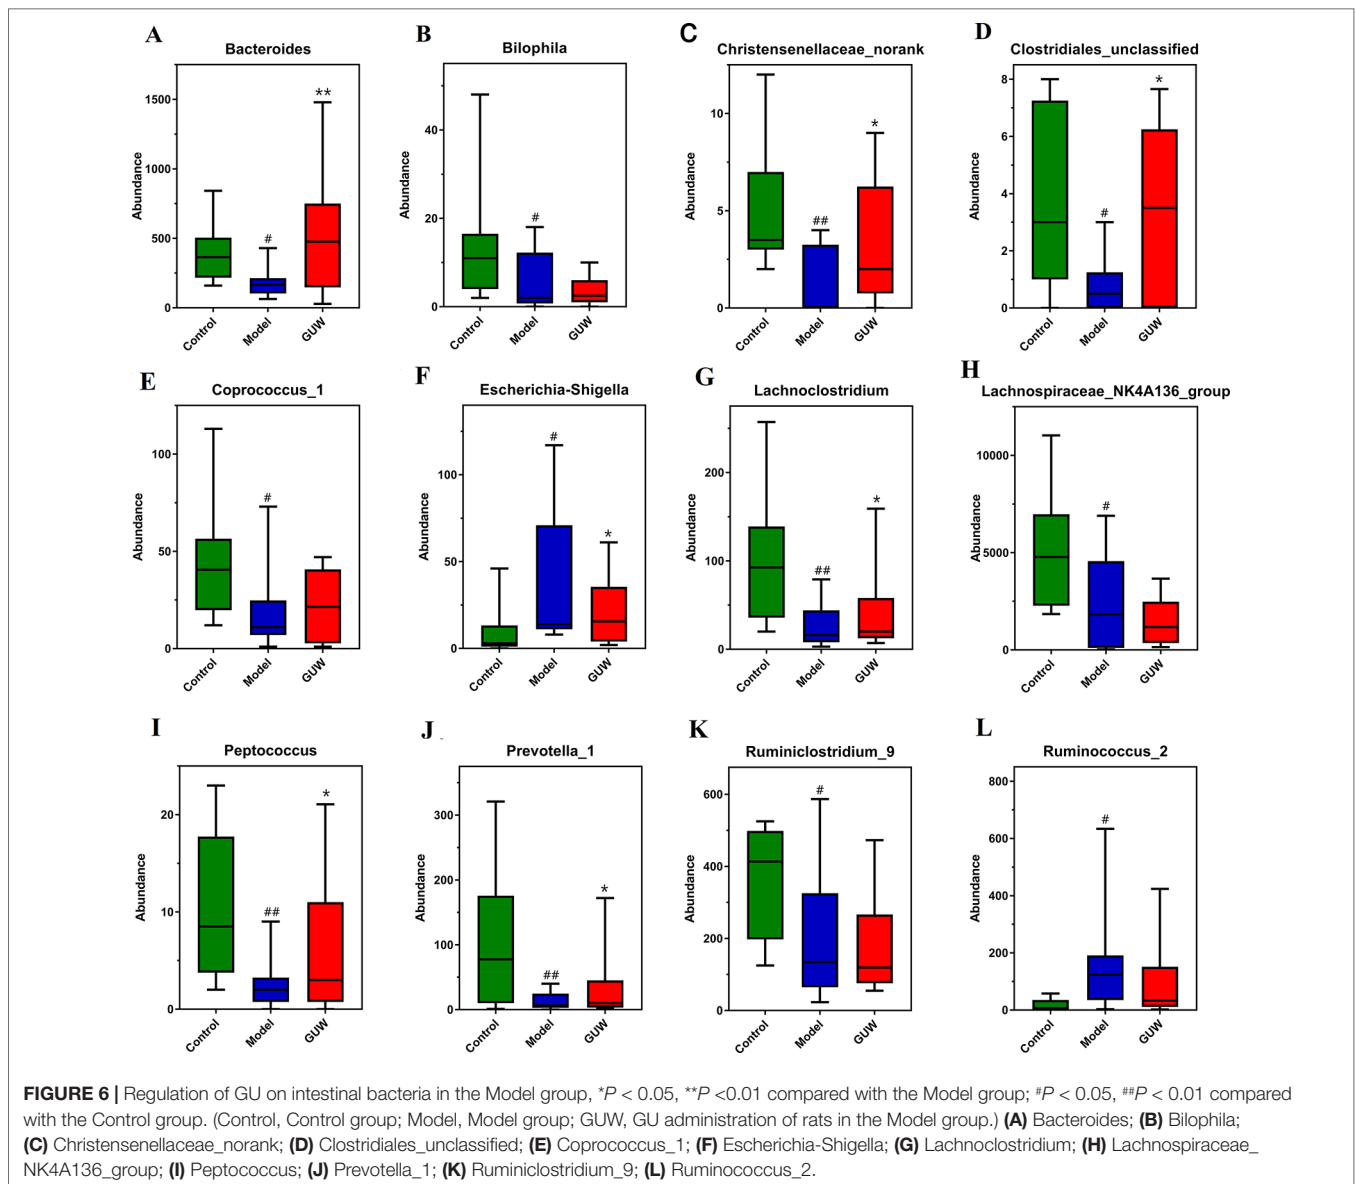 A
Bacteroides
**
#
Abundance
1500
1000
500
0
Control
Model
GUW
B
Bilophila
#
Abundance
40
20
0
Control
Model
GUW
C
Christensenellaceae_norank
*
##
Abundance
10
5
0
Control
Model
GUW
D
Clostridiales_unclassified
*
#
Abundance
8
6
4
2
0
Control
Model
GUW
E
Coprococcus_1
#
Abundance
100
50
0
Control
Model
GUW
F
Escherichia-Shigella
#
*
Abundance
100
50
0
Control
Model
GUW
G
Lachnoclostridium
*
##
Abundance
200
150
100
50
0
Control
Model
GUW
H
Lachnospiraceae_NK4A136_group
#
Abundance
10000
5000
0
Control
Model
GUW
I
Peptococcus
*
##
Abundance
20
10
0
Control
Model
GUW
J
Prevotella_1
*
##
Abundance
300
200
100
0
Control
Model
GUW
K
Ruminiclostridium_9
#
Abundance
600
400
200
0
Control
Model
GUW
L
Ruminococcus_2
#
Abundance
800
600
400
200
0
Control
Model
GUW
FIGURE 6 | Regulation of GU on intestinal bacteria in the Model group, *P < 0.05, **P <0.01 compared with the Model group; #P < 0.05, ##P < 0.01 compared
with the Control group. (Control, Control group; Model, Model group; GUW, GU administration of rats in the Model group.) (A) Bacteroides; (B) Bilophila;
(C) Christensenellaceae_norank; (D) Clostridiales_unclassified; (E) Coprococcus_1; (F) Escherichia-Shigella; (G) Lachnoclostridium; (H) Lachnospiraceae_
NK4A136_group; (I) Peptococcus; (J) Prevotella_1; (K) Ruminiclostridium_9; (L) Ruminococcus_2.